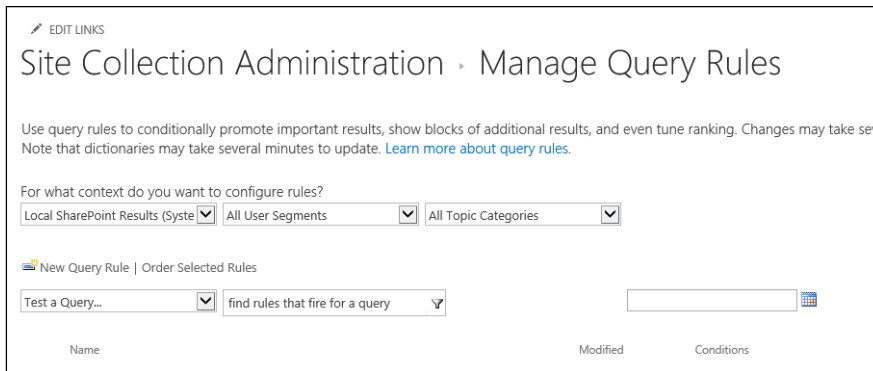 EDIT LINKS
Site Collection Administration › Manage Query Rules
Use query rules to conditionally promote important results, show blocks of additional results, and even tune ranking. Changes may take se
Note that dictionaries may take several minutes to update. Learn more about query rules.
For what context do you want to configure rules?
Local SharePoint Results (Syste All User Segments All Topic Categories
New Query Rule | Order Selected Rules
Test a Query... find rules that fire for a query
Name Modified Conditions